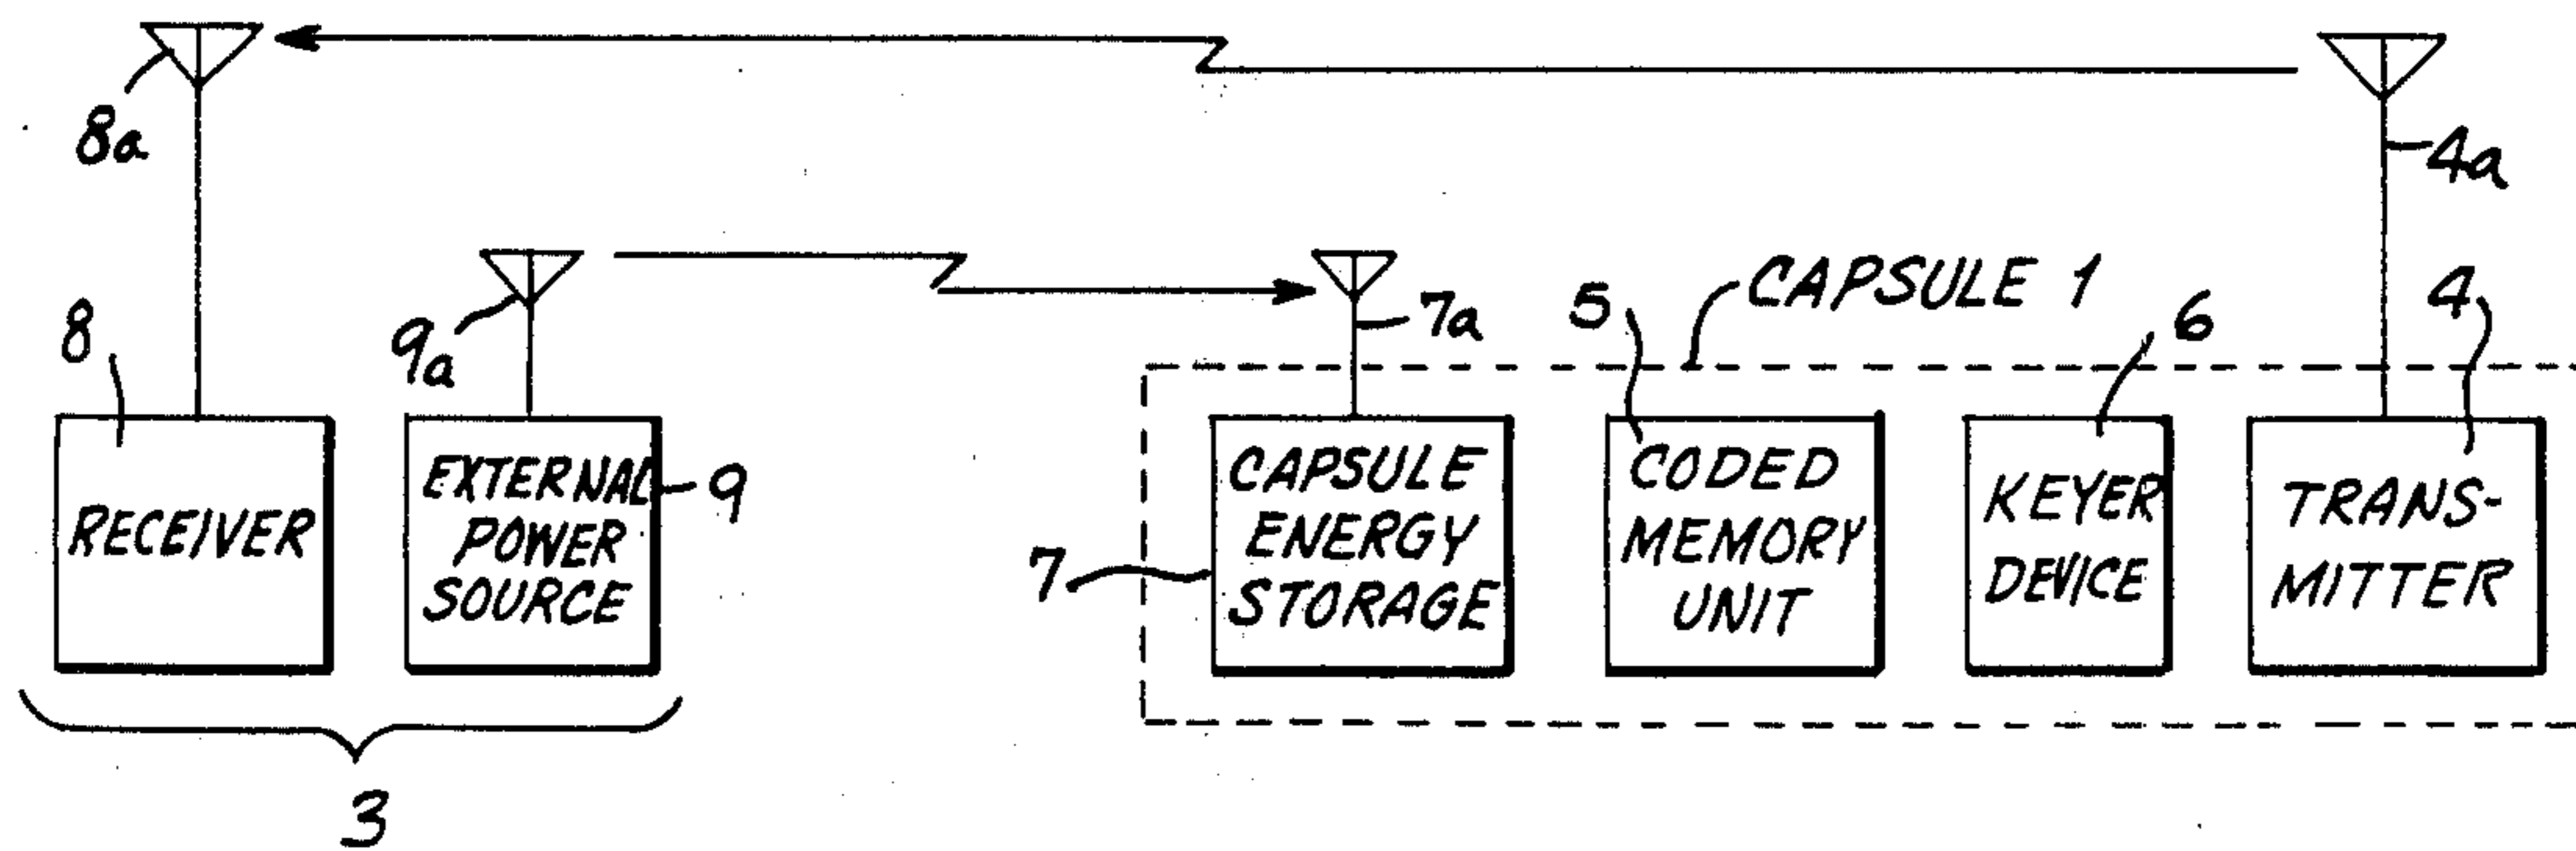 8a
4a
9a
7a
CAPSULE 1
8
5
6
4
RECEIVER
EXTERNAL
POWER
SOURCE
9
7
CAPSULE
ENERGY
STORAGE
CODED
MEMORY
UNIT
KEYER
DEVICE
TRANS-
MITTER
3